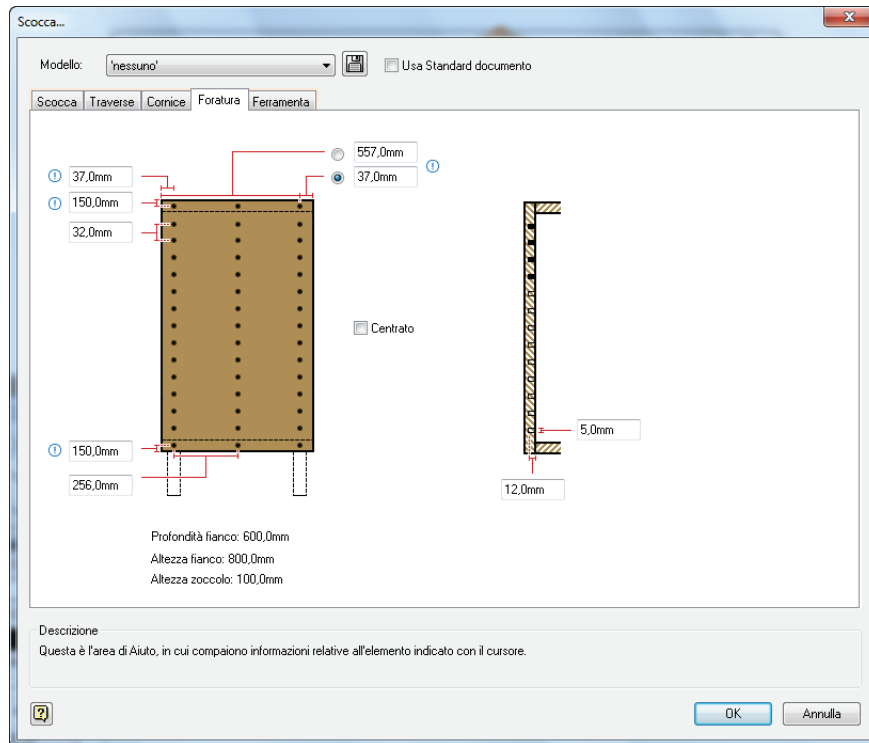 Scocca...
Modello: 'nessuno' Usa Standard documento
Scocca Traverse Cornice Foratura Ferramenta
557,0mm
37,0mm 37,0mm
150,0mm
32,0mm
Centrato
150,0mm 5,0mm
256,0mm 12,0mm
Profondità fianco: 600,0mm
Altezza fianco: 800,0mm
Altezza zoccolo: 100,0mm
Descrizione
Questa è l'area di Aiuto, in cui compaiono informazioni relative all'elemento indicato con il cursore.
OK Annulla